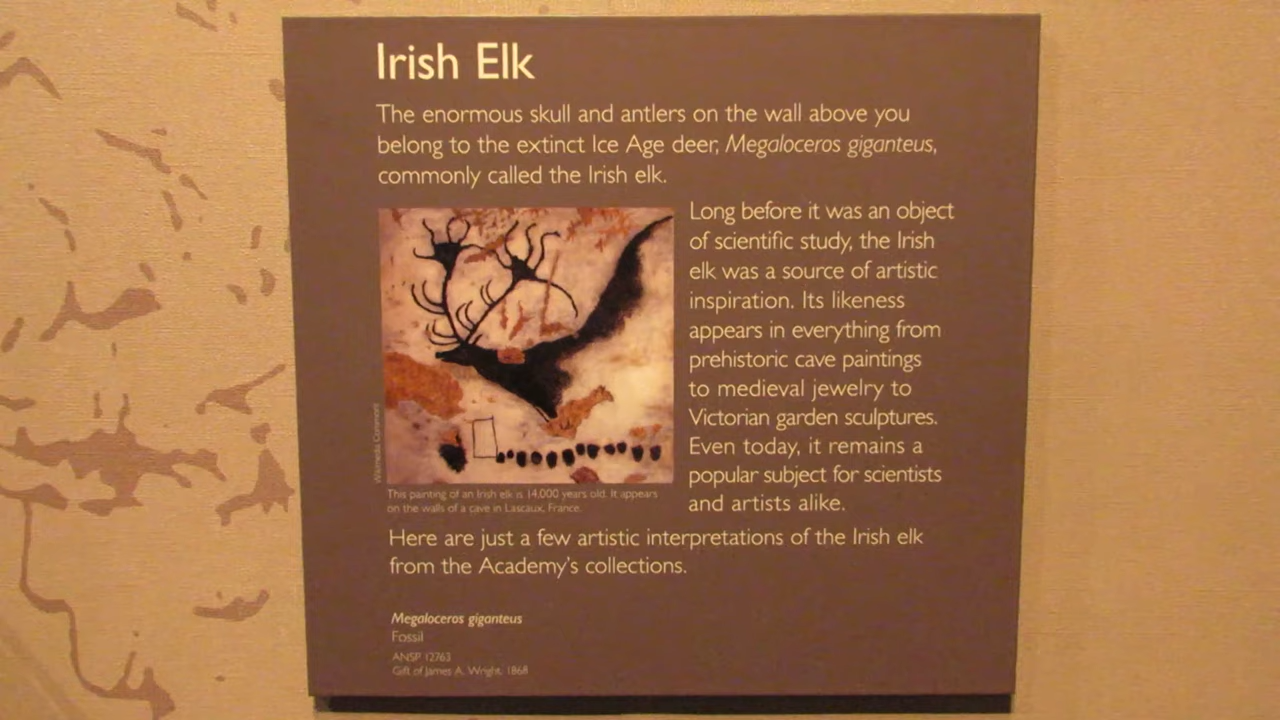 Irish Elk
The enormous skull and antlers on the wall above you
belong to the extinct Ice Age deer, Megaloceros giganteus,
commonly called the Irish elk.
Long before it was an object
of scientific study, the Irish
elk was a source of artistic
inspiration. Its likeness
appears in everything from
prehistoric cave paintings
to medieval jewelry to
Victorian garden sculptures.
Even today, it remains a
popular subject for scientists
and artists alike.
Wikimedia Commons
This painting of an Irish elk is 14,000 years old. It appears
on the walls of a cave in Lascaux, France.
Here are just a few artistic interpretations of the Irish elk
from the Academy's collections.
Megaloceros giganteus
Fossil
ANSP 12763
Gift of James A. Wright, 1868